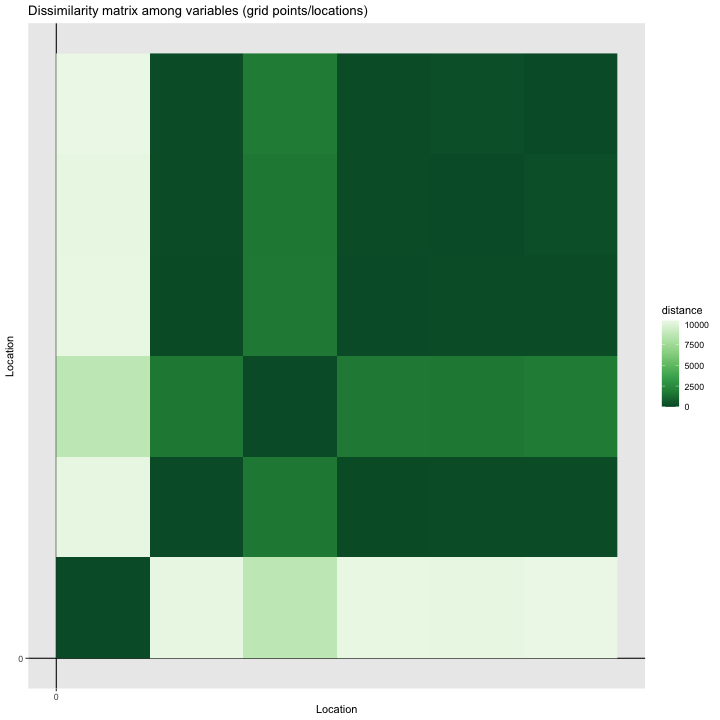 Dissimilarity matrix among variables (grid points/locations)
Location
distance
10000
7500
5000
2500
0
0
0
Location